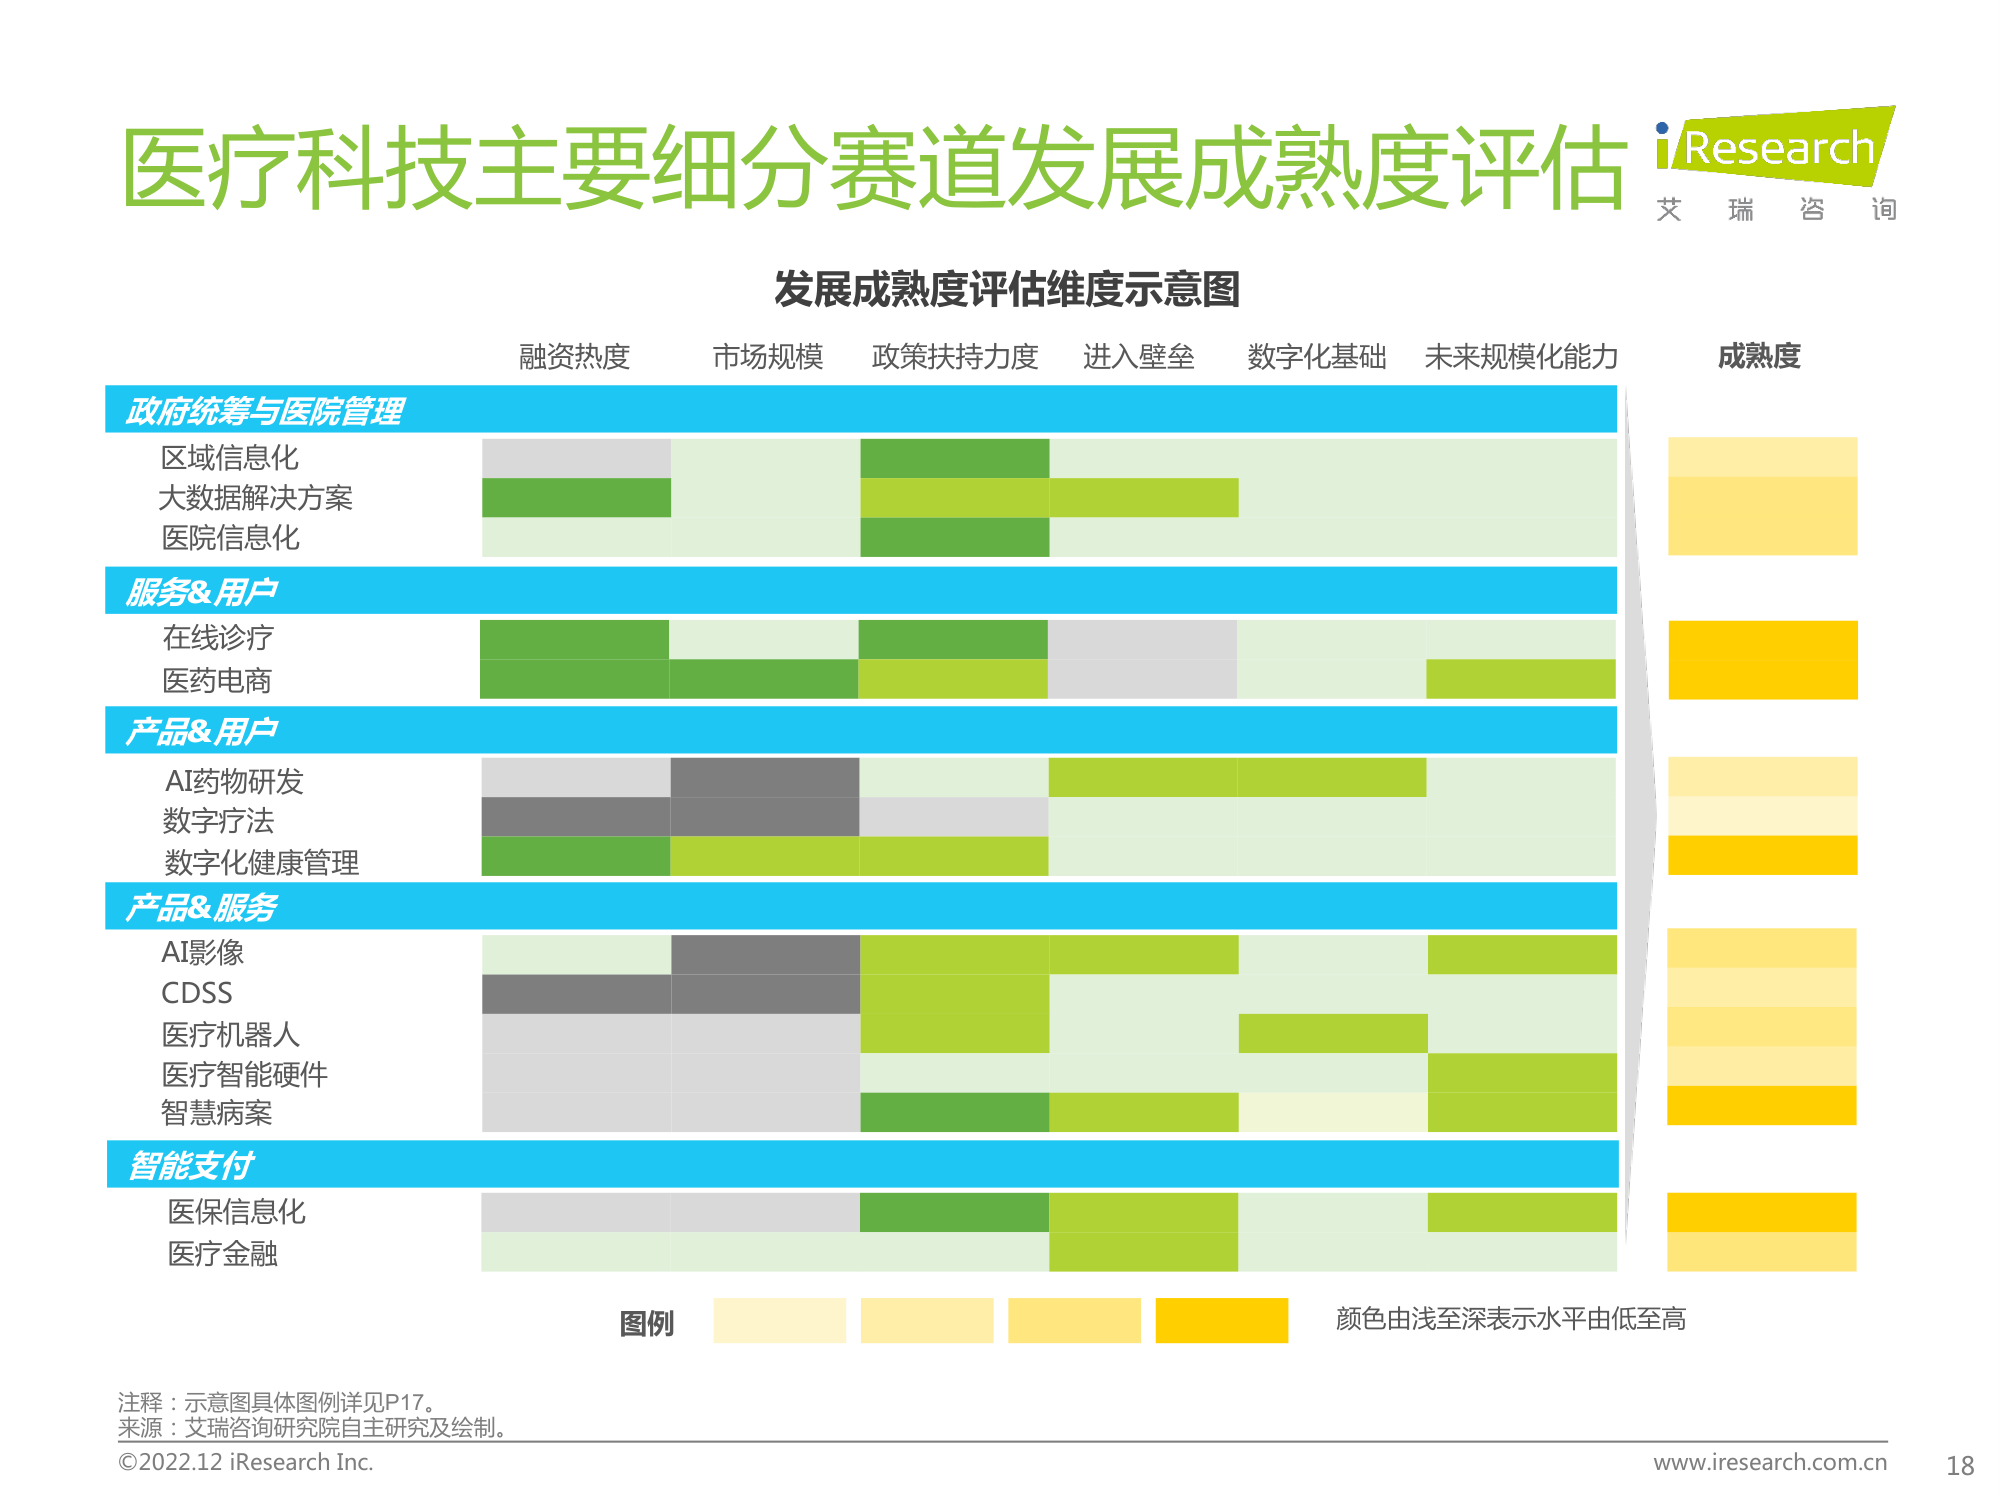 医疗科技主要细分赛道发展成熟度评估
iResearch
艾瑞咨询
发展成熟度评估维度示意图
融资热度 市场规模 政策扶持力度 进入壁垒 数字化基础 未来规模化能力 成熟度
政府统筹与医院管理
区域信息化
大数据解决方案
医院信息化
服务&用户
在线诊疗
医药电商
产品&用户
AI药物研发
数字疗法
数字化健康管理
产品&服务
AI影像
CDSS
医疗机器人
医疗智能硬件
智慧病案
智能支付
医保信息化
医疗金融
图例 颜色由浅至深表示水平由低至高
注释：示意图具体图例详见P17。
来源：艾瑞咨询研究院自主研究及绘制。
©2022.12 iResearch Inc. www.iresearch.com.cn 18